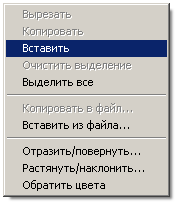 Вырезать
Копировать
Вставить
Очистить выделение
Выделить все
Копировать в файл...
Вставить из файла...
Отразить/повернуть...
Растянуть/наклонить...
Обратить цвета